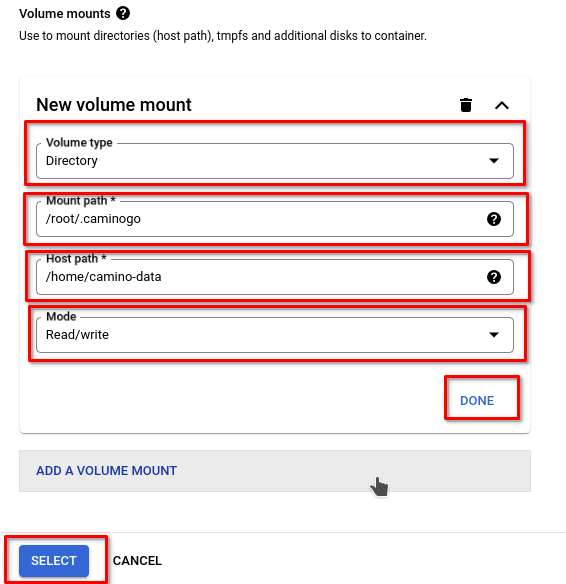 Volume mounts
Use to mount directories (host path), tmpfs and additional disks to container.
New volume mount
Volume type
Directory
Mount path *
/root/.caminogo
Host path *
/home/camino-data
Mode
Read/write
DONE
ADD A VOLUME MOUNT
SELECT CANCEL